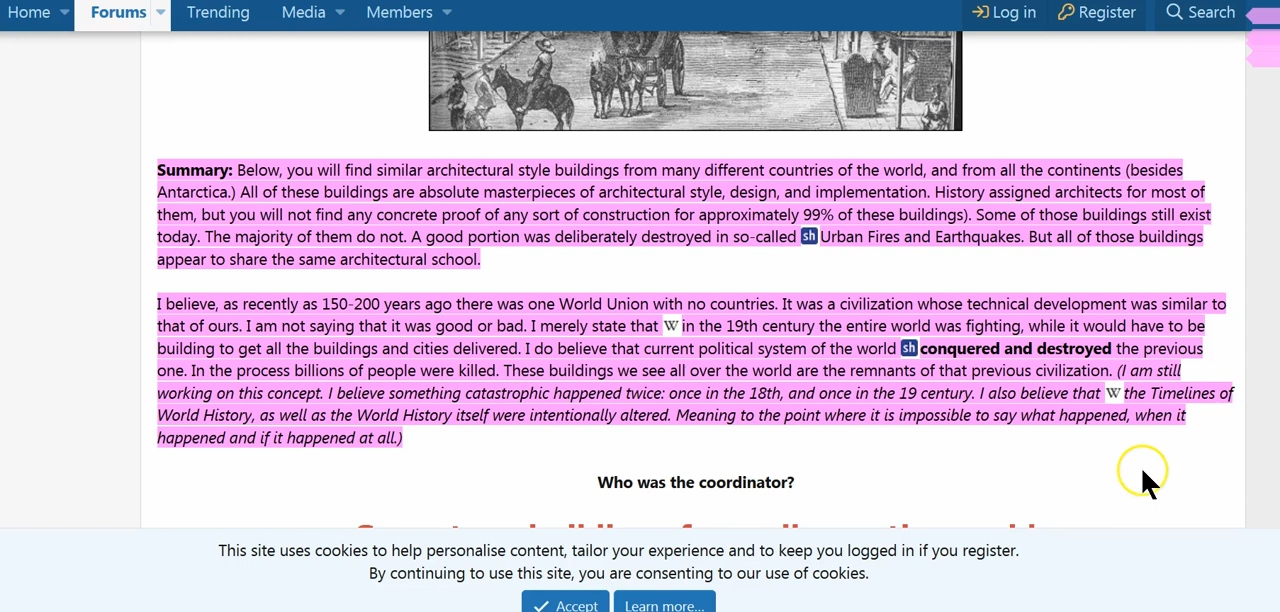 Home Forums Trending Media Members Log in Register Search
Summary: Below, you will find similar architectural style buildings from many different countries of the world, and from all the continents (besides
Antarctica.) All of these buildings are absolute masterpieces of architectural style, design, and implementation. History assigned architects for most of
them, but you will not find any concrete proof of any sort of construction for approximately 99% of these buildings). Some of those buildings still exist
today. The majority of them do not. A good portion was deliberately destroyed in so-called sh Urban Fires and Earthquakes. But all of those buildings
appear to share the same architectural school.
I believe, as recently as 150-200 years ago there was one World Union with no countries. It was a civilization whose technical development was similar to
that of ours. I am not saying that it was good or bad. I merely state that W in the 19th century the entire world was fighting, while it would have to be
building to get all the buildings and cities delivered. I do believe that current political system of the world sh conquered and destroyed the previous
one. In the process billions of people were killed. These buildings we see all over the world are the remnants of that previous civilization. (I am still
working on this concept. I believe something catastrophic happened twice: once in the 18th, and once in the 19 century. I also believe that W the Timelines of
World History, as well as the World History itself were intentionally altered. Meaning to the point where it is impossible to say what happened, when it
happened and if it happened at all.)
Who was the coordinator?
This site uses cookies to help personalise content, tailor your experience and to keep you logged in if you register.
By continuing to use this site, you are consenting to our use of cookies.
Accept Learn more...